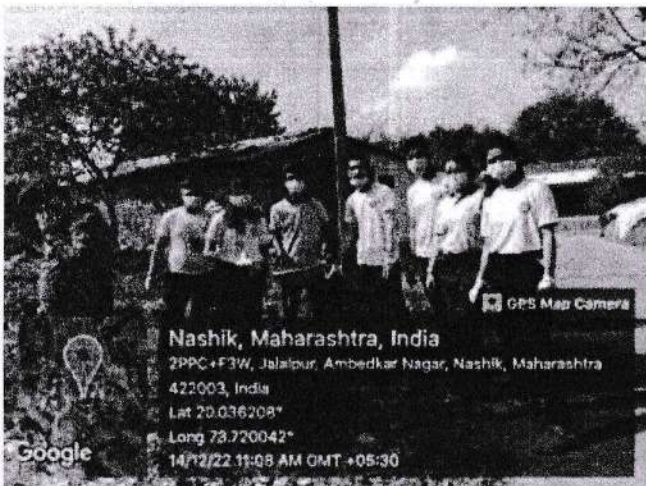 GPS Map Camera
Nashik, Maharashtra, India
2PPC+F3W, Jalalpur, Ambedkar Nagar, Nashik, Maharashtra
422003, India
Lat 20.036208°
Long 73.720042°
14/12/22 11:08 AM GMT +05:30
Google